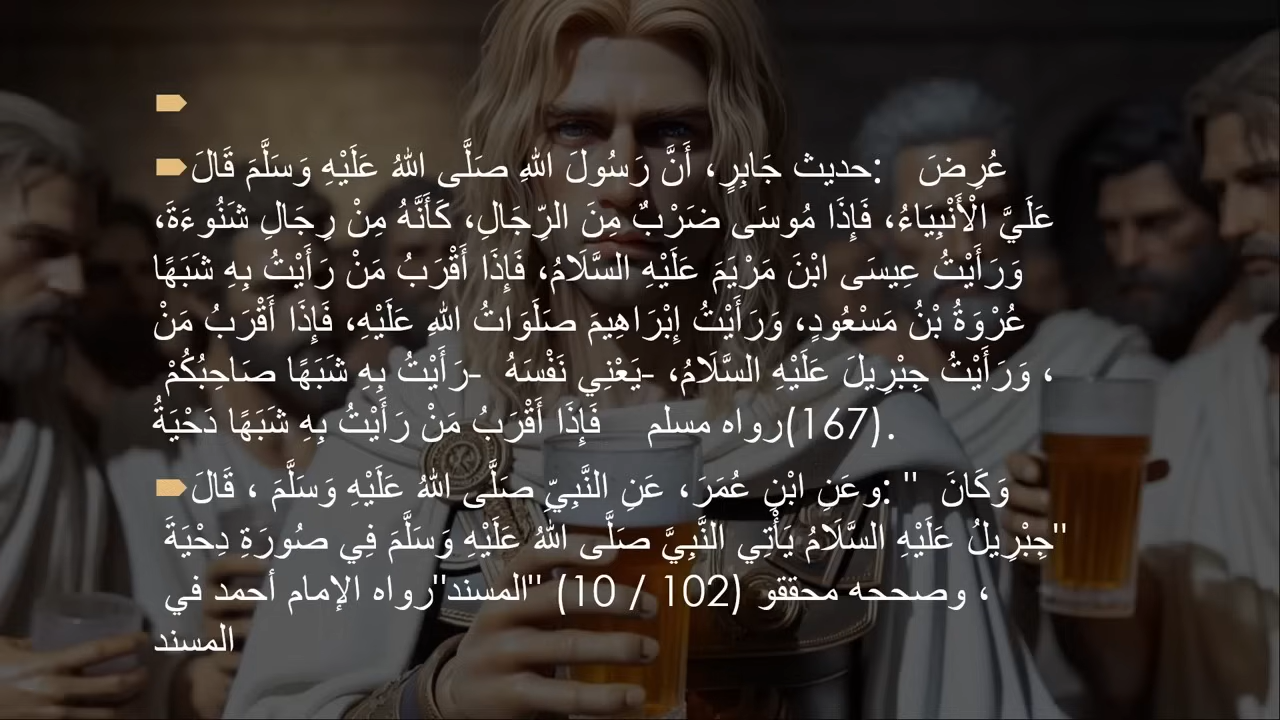 حديث جَابِرٍ، أَنَّ رَسُولَ اللهِ صَلَّى اللهُ عَلَيْهِ وَسَلَّمَ قَالَ: عُرِضَ
عَلَيَّ الْأَنْبِيَاءُ، فَإِذَا مُوسَى ضَرْبٌ مِنَ الرِّجَالِ، كَأَنَّهُ مِنْ رِجَالِ شَنُوءَةَ،
وَرَأَيْتُ عِيسَى ابْنَ مَرْيَمَ عَلَيْهِ السَّلَامُ، فَإِذَا أَقْرَبُ مَنْ رَأَيْتُ بِهِ شَبَهًا
عُرْوَةُ بْنُ مَسْعُودٍ، وَرَأَيْتُ إِبْرَاهِيمَ صَلَوَاتُ اللهِ عَلَيْهِ، فَإِذَا أَقْرَبُ مَنْ
رَأَيْتُ بِهِ شَبَهًا صَاحِبُكُمْ -يَعْنِي نَفْسَهُ-، وَرَأَيْتُ جِبْرِيلَ عَلَيْهِ السَّلَامُ،
فَإِذَا أَقْرَبُ مَنْ رَأَيْتُ بِهِ شَبَهًا دَحْيَةُ رواه مسلم (167).
وعَنِ ابْنِ عُمَرَ، عَنِ النَّبِيِّ صَلَّى اللهُ عَلَيْهِ وَسَلَّمَ ، قَالَ: " وَكَانَ
جِبْرِيلُ عَلَيْهِ السَّلَامُ يَأْتِي النَّبِيَّ صَلَّى اللهُ عَلَيْهِ وَسَلَّمَ فِي صُورَةِ دِحْيَةَ"
رواه الإمام أحمد في "المسند" (10 / 102) ، وصححه محققو
المسند